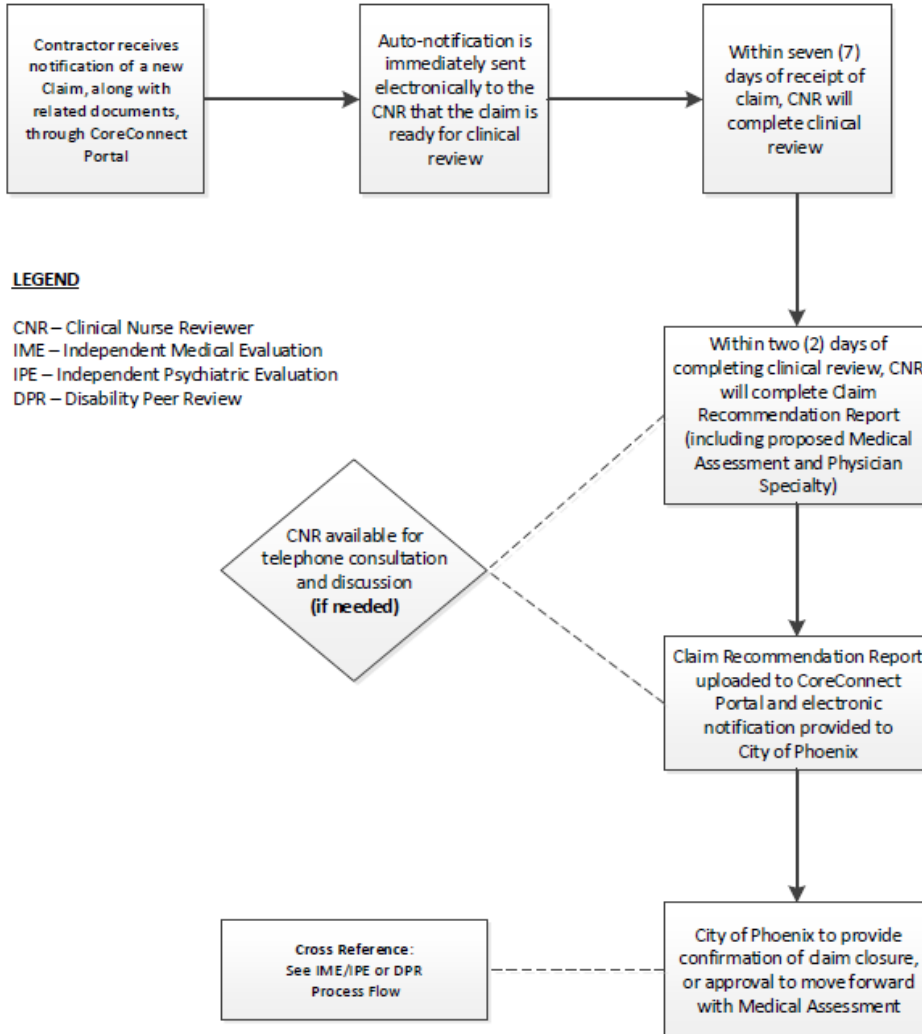 Contractor receives
notification of a new
Claim, along with
related documents,
through CoreConnect
Portal
Auto-notification is
immediately sent
electronically to the
CNR that the claim is
ready for clinical
review
Within seven (7)
days of receipt of
claim, CNR will
complete clinical
review
LEGEND
CNR – Clinical Nurse Reviewer
IME – Independent Medical Evaluation
IPE – Independent Psychiatric Evaluation
DPR – Disability Peer Review
Within two (2) days of
completing clinical review, CNR
will complete Claim
Recommendation Report
(including proposed Medical
Assessment and Physician
Specialty)
CNR available for
telephone consultation
and discussion
(if needed)
Claim Recommendation Report
uploaded to CoreConnect
Portal and electronic
notification provided to
City of Phoenix
Cross Reference:
See IME/IPE or DPR
Process Flow
City of Phoenix to provide
confirmation of claim closure,
or approval to move forward
with Medical Assessment